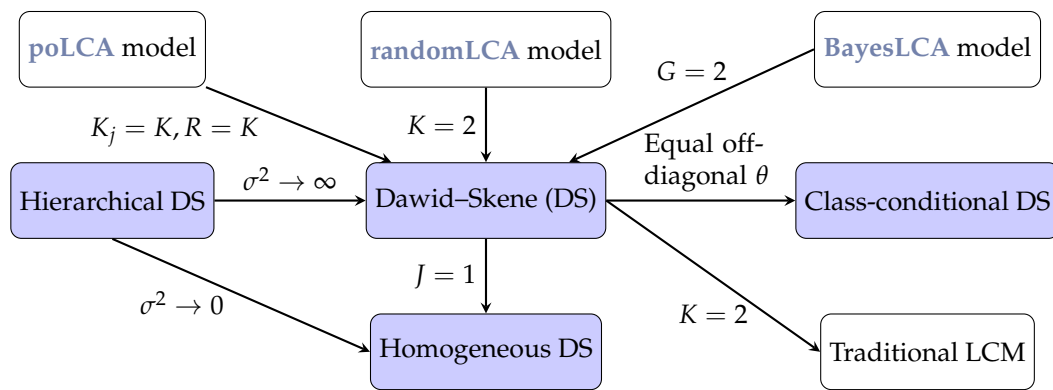 poLCA model
randomLCA model
BayesLCA model
G = 2
K_j = K, R = K
K = 2
Equal off-
diagonal θ
Hierarchical DS
σ² → ∞
Dawid–Skene (DS)
Class-conditional DS
J = 1
σ² → 0
K = 2
Homogeneous DS
Traditional LCM